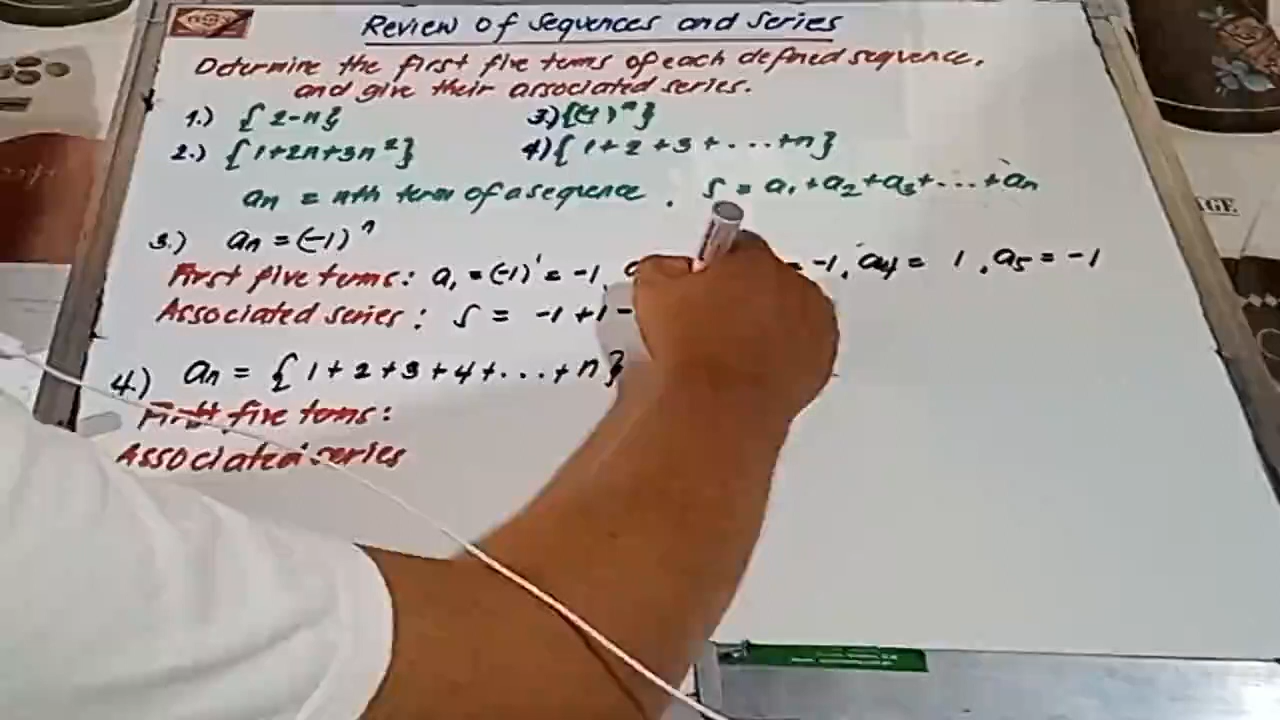 Review of Sequences and Series
Determine the first five terms of each defined sequence,
and give their associated series.
1.) {2-n} 3.) {(-1)ⁿ}
2.) {1+2n+3n²} 4) {1+2+3+...+n}
an = nth term of a sequence. S = a₁+a₂+a₃+...+an
3.) an = (-1)ⁿ
First five terms: a₁ = (-1)¹ = -1, = -1, a4 = 1, a5 = -1
Associated series: S = -1 +1 -
4.) an = {1+2+3+4+...+n}
First five terms:
Associated series